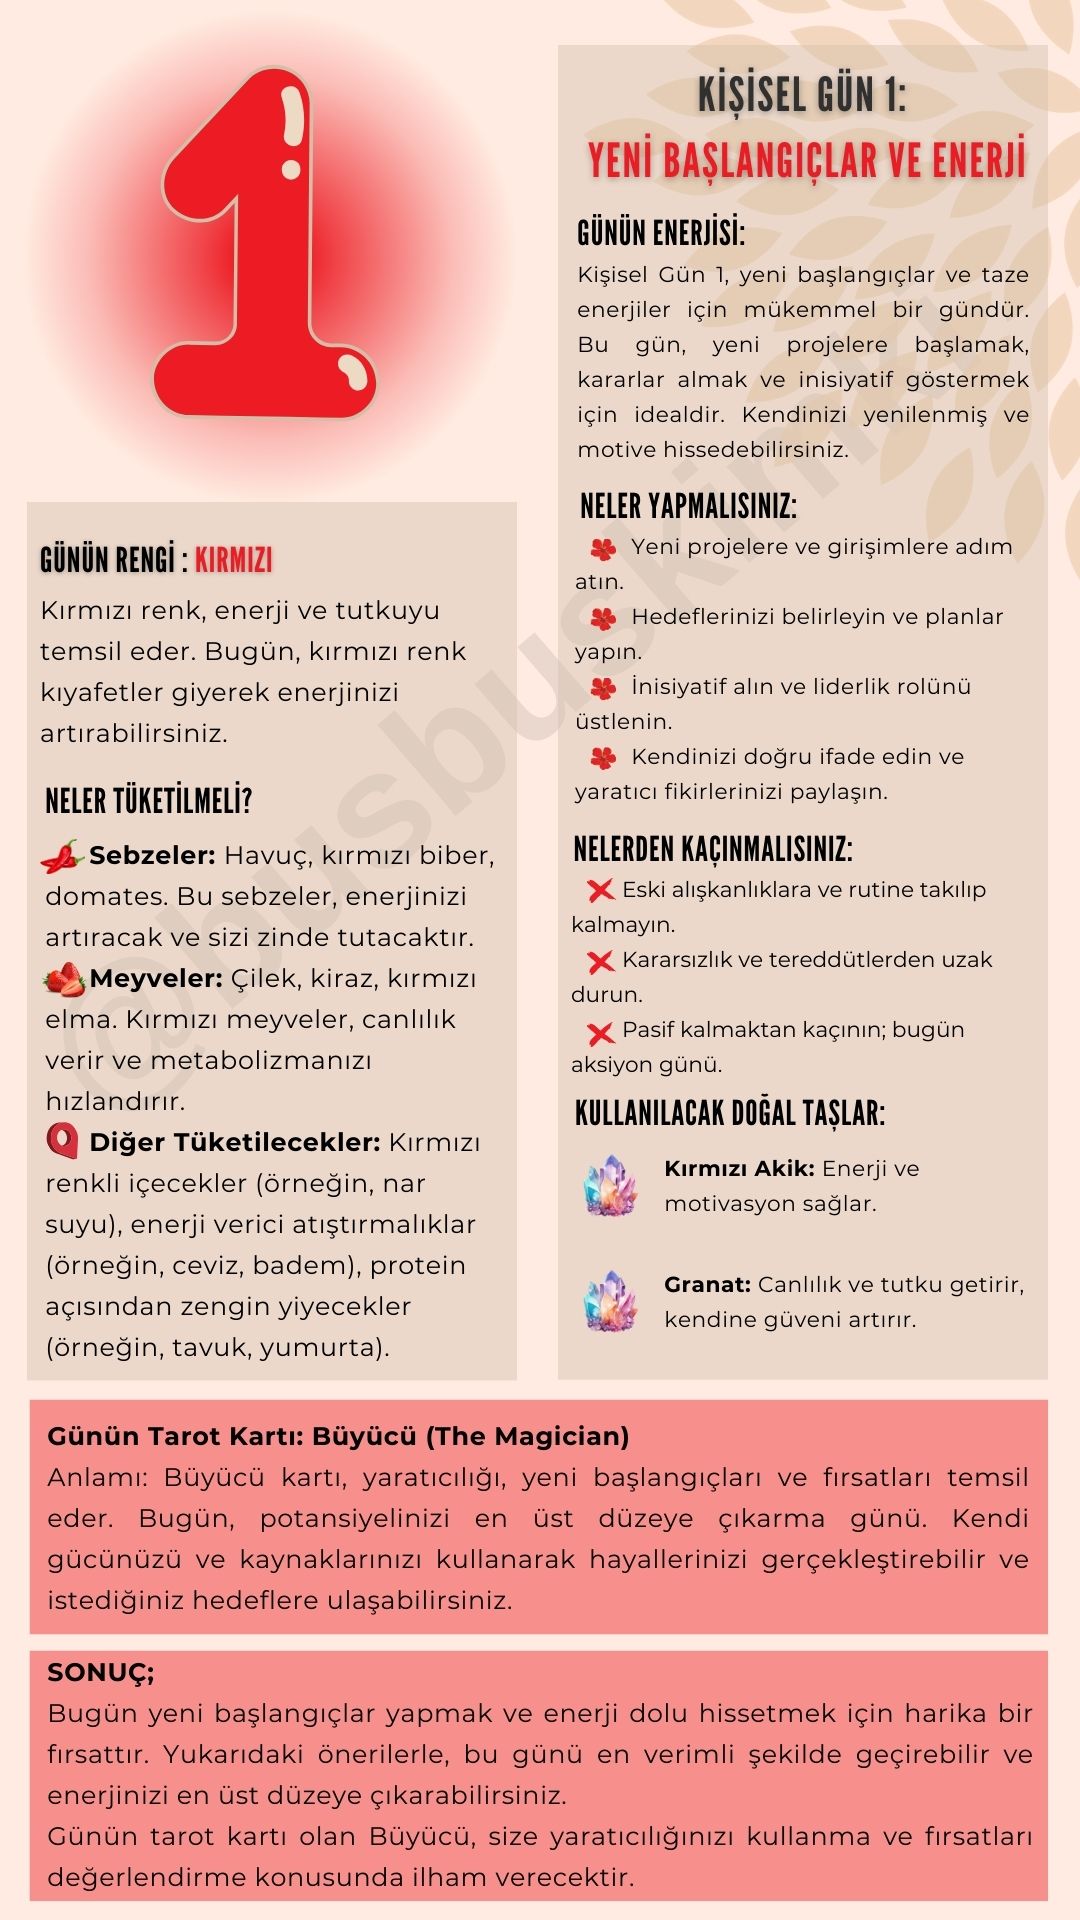 1
KİŞİSEL GÜN 1:
YENİ BAŞLANGIÇLAR VE ENERJİ
GÜNÜN ENERJİSİ:
Kişisel Gün 1, yeni başlangıçlar ve taze
enerjiler için mükemmel bir gündür.
Bu gün, yeni projelere başlamak,
kararlar almak ve inisiyatif göstermek
için idealdir. Kendinizi yenilenmiş ve
motive hissedebilirsiniz.
NELER YAPMALISINIZ:
Yeni projelere ve girişimlere adım
atın.
Hedeflerinizi belirleyin ve planlar
yapın.
İnisiyatif alın ve liderlik rolünü
üstlenin.
Kendinizi doğru ifade edin ve
yaratıcı fikirlerinizi paylaşın.
NELERDEN KAÇINMALISINIZ:
Eski alışkanlıklara ve rutine takılıp
kalmayın.
Kararsızlık ve tereddütlerden uzak
durun.
Pasif kalmaktan kaçının; bugün
aksiyon günü.
KULLANILACAK DOĞAL TAŞLAR:
Kırmızı Akik: Enerji ve
motivasyon sağlar.
Granat: Canlılık ve tutku getirir,
kendine güveni artırır.
GÜNÜN RENGİ : KIRMIZI
Kırmızı renk, enerji ve tutkuyu
temsil eder. Bugün, kırmızı renk
kıyafetler giyerek enerjinizi
artırabilirsiniz.
NELER TÜKETİLMELİ?
Sebzeler: Havuç, kırmızı biber,
domates. Bu sebzeler, enerjinizi
artıracak ve sizi zinde tutacaktır.
Meyveler: Çilek, kiraz, kırmızı
elma. Kırmızı meyveler, canlılık
verir ve metabolizmanızı
hızlandırır.
Diğer Tüketilecekler: Kırmızı
renkli içecekler (örneğin, nar
suyu), enerji verici atıştırmalıklar
(örneğin, ceviz, badem), protein
açısından zengin yiyecekler
(örneğin, tavuk, yumurta).
Günün Tarot Kartı: Büyücü (The Magician)
Anlamı: Büyücü kartı, yaratıcılığı, yeni başlangıçları ve fırsatları temsil
eder. Bugün, potansiyelinizi en üst düzeye çıkarma günü. Kendi
gücünüzü ve kaynaklarınızı kullanarak hayallerinizi gerçekleştirebilir ve
istediğiniz hedeflere ulaşabilirsiniz.
SONUÇ;
Bugün yeni başlangıçlar yapmak ve enerji dolu hissetmek için harika bir
fırsattır. Yukarıdaki önerilerle, bu günü en verimli şekilde geçirebilir ve
enerjinizi en üst düzeye çıkarabilirsiniz.
Günün tarot kartı olan Büyücü, size yaratıcılığınızı kullanma ve fırsatları
değerlendirme konusunda ilham verecektir.